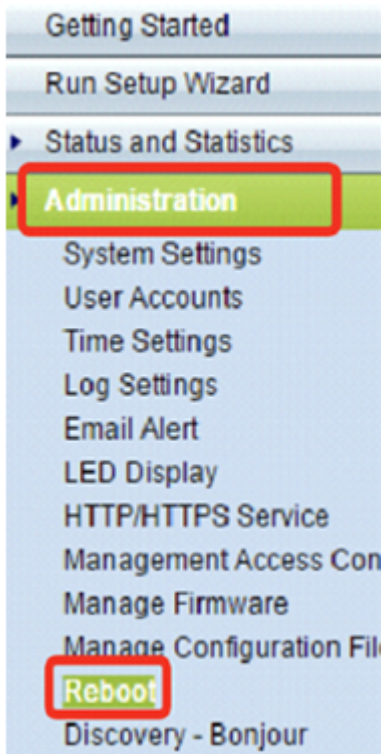 Getting Started
Run Setup Wizard
Status and Statistics
Administration
System Settings
User Accounts
Time Settings
Log Settings
Email Alert
LED Display
HTTP/HTTPS Service
Management Access Con
Manage Firmware
Manage Configuration File
Reboot
Discovery - Bonjour